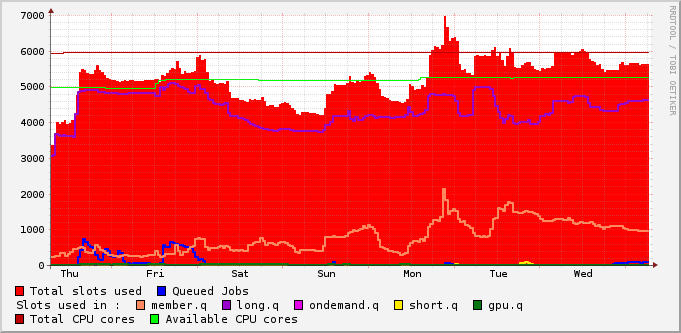 7000
6000
5000
4000
3000
2000
1000
0
Thu Fri Sat Sun Mon Tue Wed
Total slots used Queued Jobs
Slots used in : member.q long.q ondemand.q short.q gpu.q
Total CPU cores Available CPU cores
RRDTOOL / TOBI OETIKER